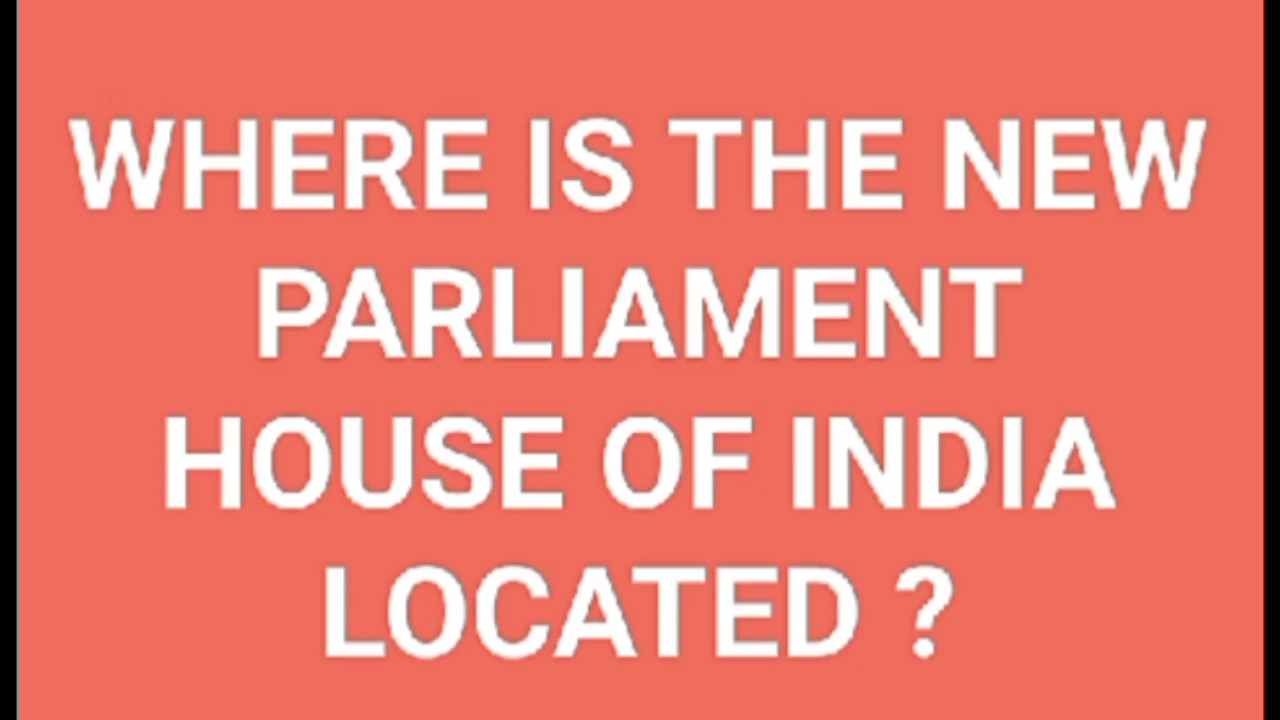 WHERE IS THE NEW
PARLIAMENT
HOUSE OF INDIA
LOCATED ?